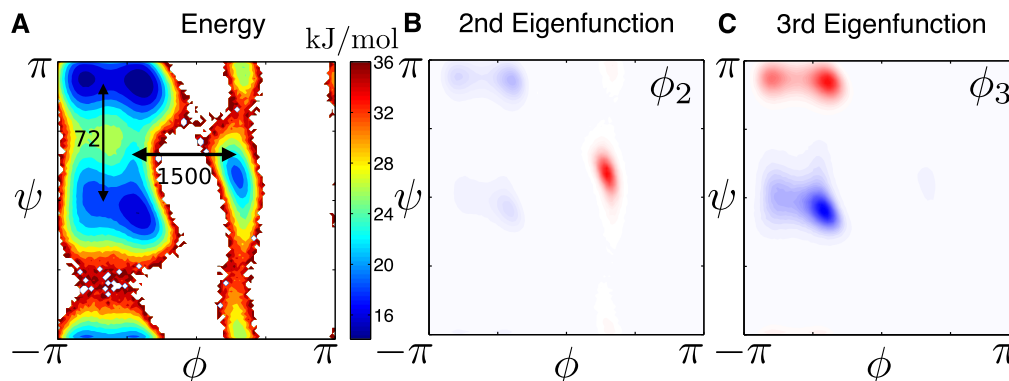 A Energy
kJ/mol
π
ψ
−π
φ
π
72
1500
36
32
28
24
20
16
B 2nd Eigenfunction
ϕ₂
π
ψ
−π
φ
π
C 3rd Eigenfunction
ϕ₃
π
ψ
−π
φ
π